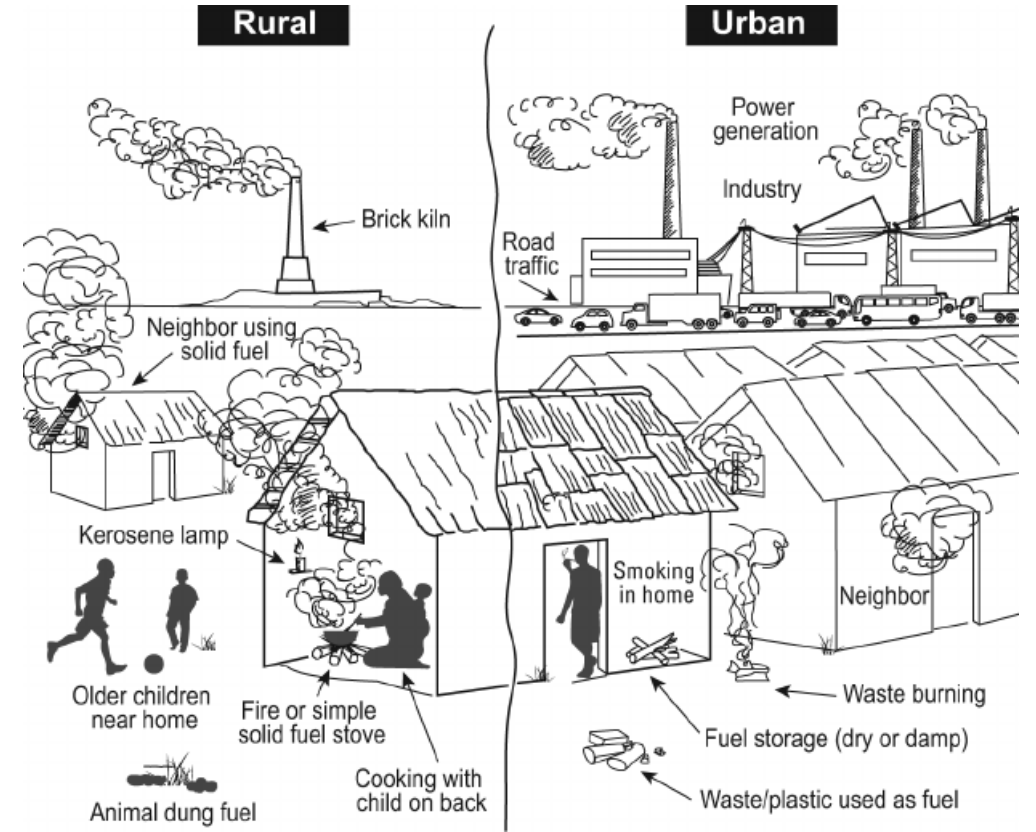 Rural
Urban
Power
generation
Industry
Brick kiln
Road
traffic
Neighbor using
solid fuel
Kerosene lamp
Smoking
in home
Neighbor
Older children
near home
Fire or simple
solid fuel stove
Waste burning
Fuel storage (dry or damp)
Cooking with
child on back
Animal dung fuel
Waste/plastic used as fuel